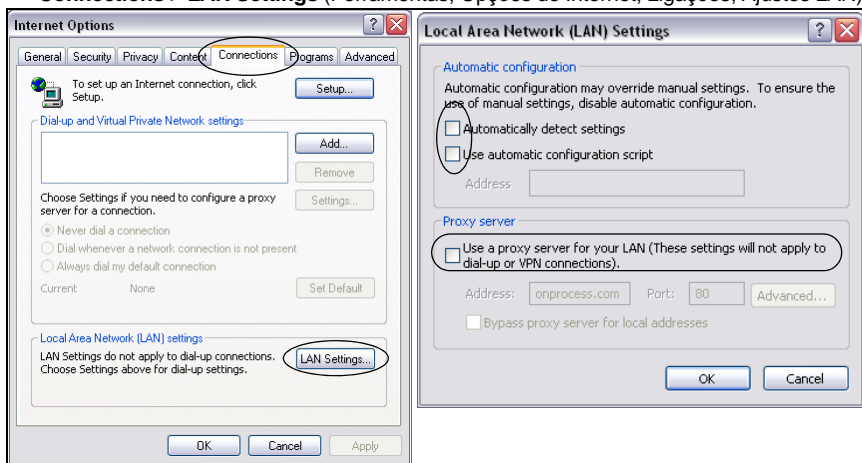 Connections / LAN Settings (Ferramentas, Opções de Internet, Ligações, Ajustes LAN)
Internet Options
General Security Privacy Content Connections Programs Advanced
To set up an Internet connection, click
Setup.
Setup...
Dial-up and Virtual Private Network settings
Add...
Remove
Choose Settings if you need to configure a proxy
server for a connection.
Settings...
Never dial a connection
Dial whenever a network connection is not present
Always dial my default connection
Current None
Set Default
Local Area Network (LAN) settings
LAN Settings do not apply to dial-up connections.
Choose Settings above for dial-up settings.
LAN Settings...
OK Cancel Apply
Local Area Network (LAN) Settings
Automatic configuration
Automatic configuration may override manual settings. To ensure the
use of manual settings, disable automatic configuration.
Automatically detect settings
Use automatic configuration script
Address
Proxy server
Use a proxy server for your LAN (These settings will not apply to
dial-up or VPN connections).
Address: onprocess.com Port: 80 Advanced...
Bypass proxy server for local addresses
OK Cancel